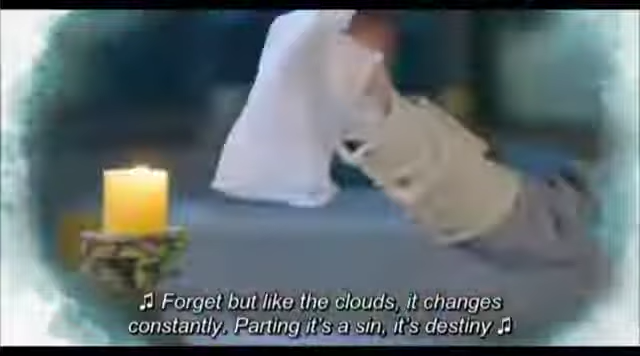 ♫ Forget but like the clouds, it changes
constantly. Parting it's a sin, it's destiny ♫